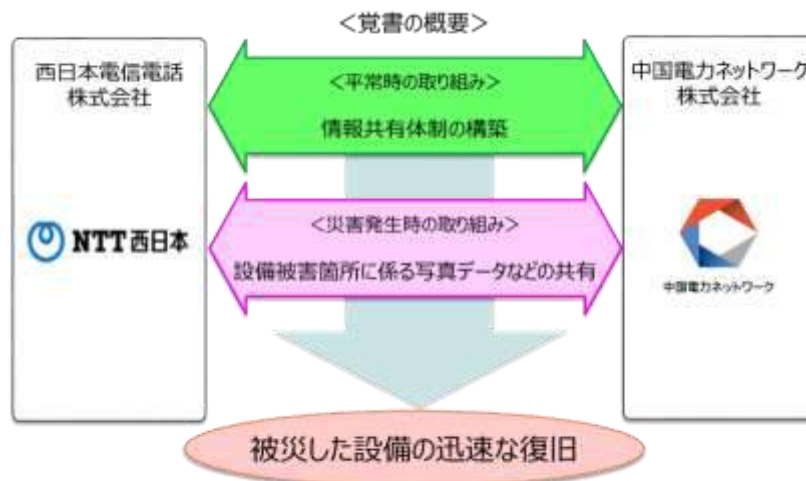 ＜覚書の概要＞
西日本電信電話
株式会社
NTT西日本
＜平常時の取り組み＞
情報共有体制の構築
＜災害発生時の取り組み＞
設備被害箇所に係る写真データなどの共有
中国電力ネットワーク
株式会社
中国電力ネットワーク
被災した設備の迅速な復旧